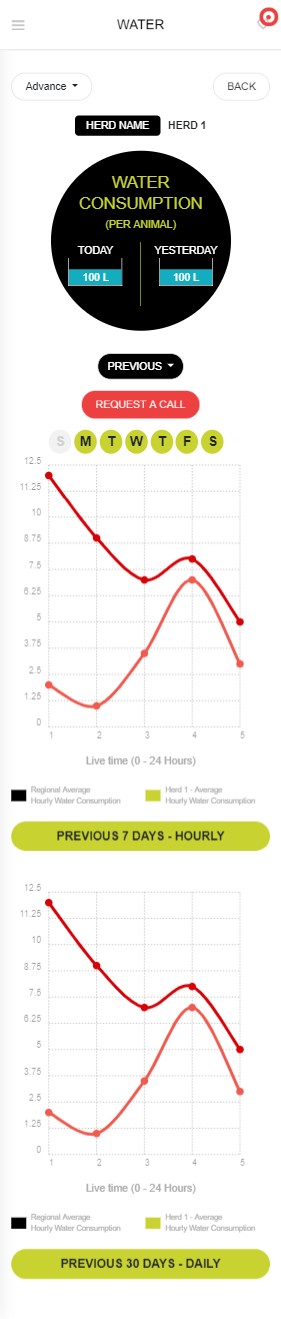 WATER
Advance
BACK
HERD NAME HERD 1
WATER
CONSUMPTION
(PER ANIMAL)
TODAY YESTERDAY
100 L 100 L
PREVIOUS
REQUEST A CALL
S M T W T F S
12.5
11.25
10
8.75
7.5
6.25
5
3.75
2.5
1.25
0
1 2 3 4 5
Live time (0 - 24 Hours)
Regional Average Herd 1 - Average
Hourly Water Consumption Hourly Water Consumption
PREVIOUS 7 DAYS - HOURLY
12.5
11.25
10
8.75
7.5
6.25
5
3.75
2.5
1.25
0
1 2 3 4 5
Live time (0 - 24 Hours)
Regional Average Herd 1 - Average
Hourly Water Consumption Hourly Water Consumption
PREVIOUS 30 DAYS - DAILY